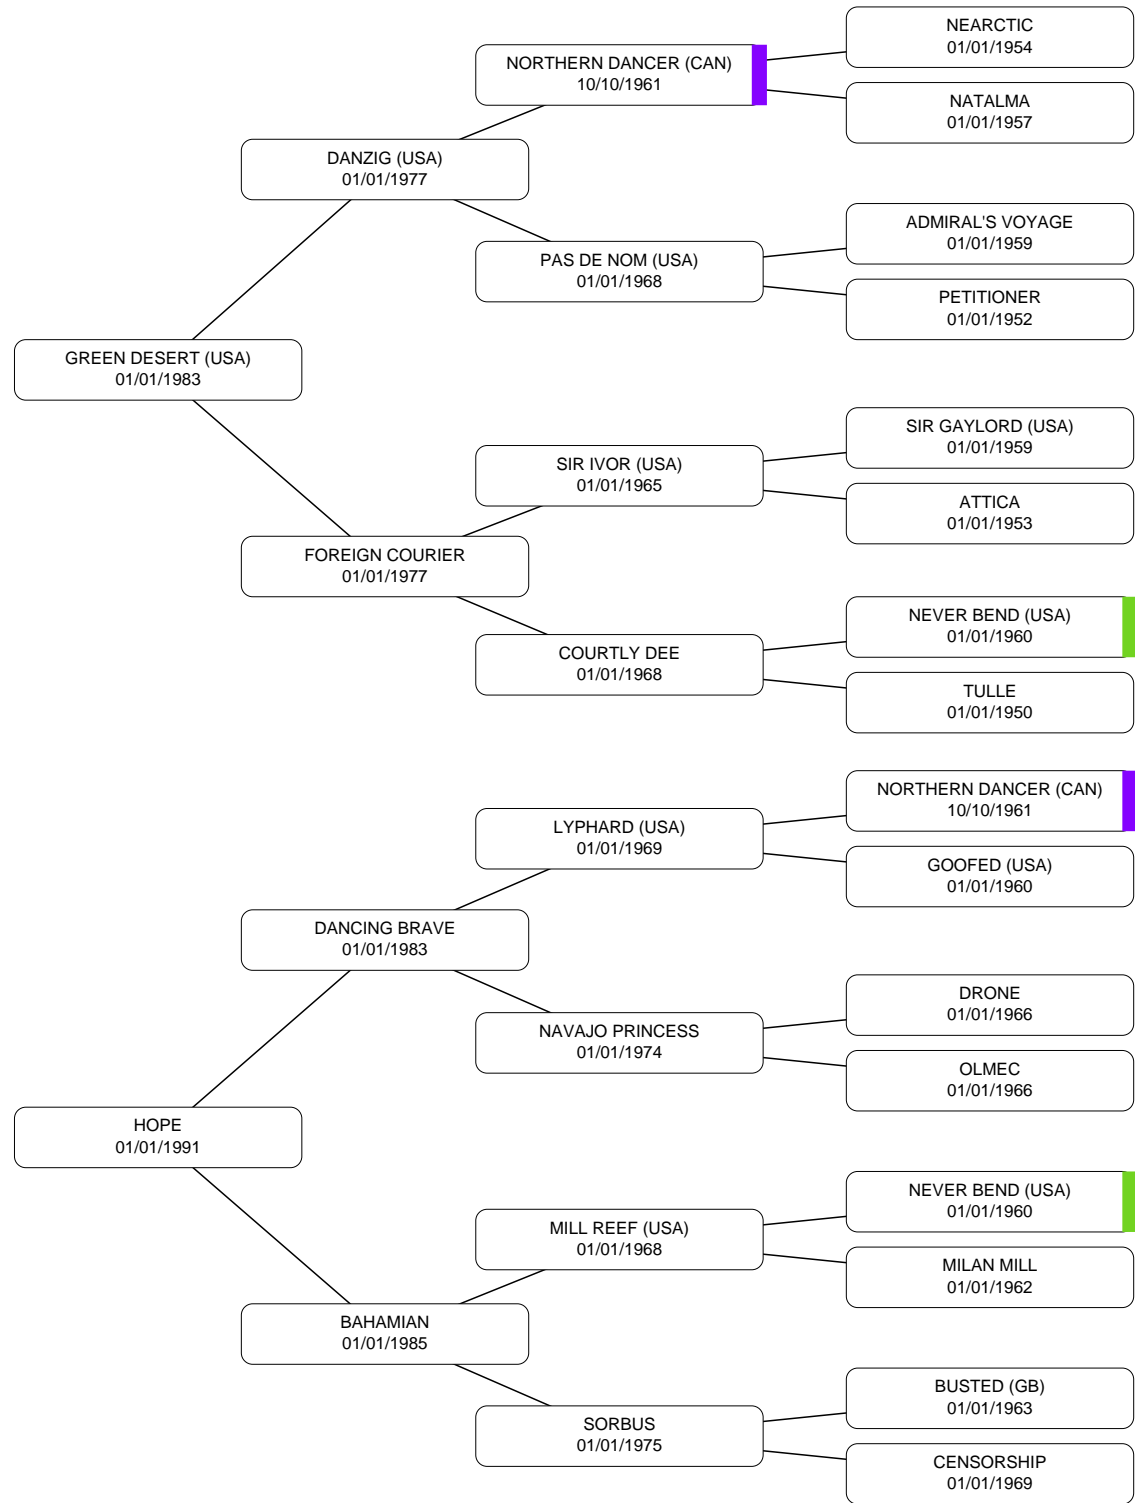 NEARCTIC
01/01/1954
NORTHERN DANCER (CAN)
10/10/1961
NATALMA
01/01/1957
DANZIG (USA)
01/01/1977
ADMIRAL'S VOYAGE
01/01/1959
PAS DE NOM (USA)
01/01/1968
PETITIONER
01/01/1952
GREEN DESERT (USA)
01/01/1983
SIR GAYLORD (USA)
01/01/1959
SIR IVOR (USA)
01/01/1965
ATTICA
01/01/1953
FOREIGN COURIER
01/01/1977
NEVER BEND (USA)
01/01/1960
COURTLY DEE
01/01/1968
TULLE
01/01/1950
NORTHERN DANCER (CAN)
10/10/1961
LYPHARD (USA)
01/01/1969
GOOFED (USA)
01/01/1960
DANCING BRAVE
01/01/1983
DRONE
01/01/1966
NAVAJO PRINCESS
01/01/1974
OLMEC
01/01/1966
HOPE
01/01/1991
NEVER BEND (USA)
01/01/1960
MILL REEF (USA)
01/01/1968
MILAN MILL
01/01/1962
BAHAMIAN
01/01/1985
BUSTED (GB)
01/01/1963
SORBUS
01/01/1975
CENSORSHIP
01/01/1969